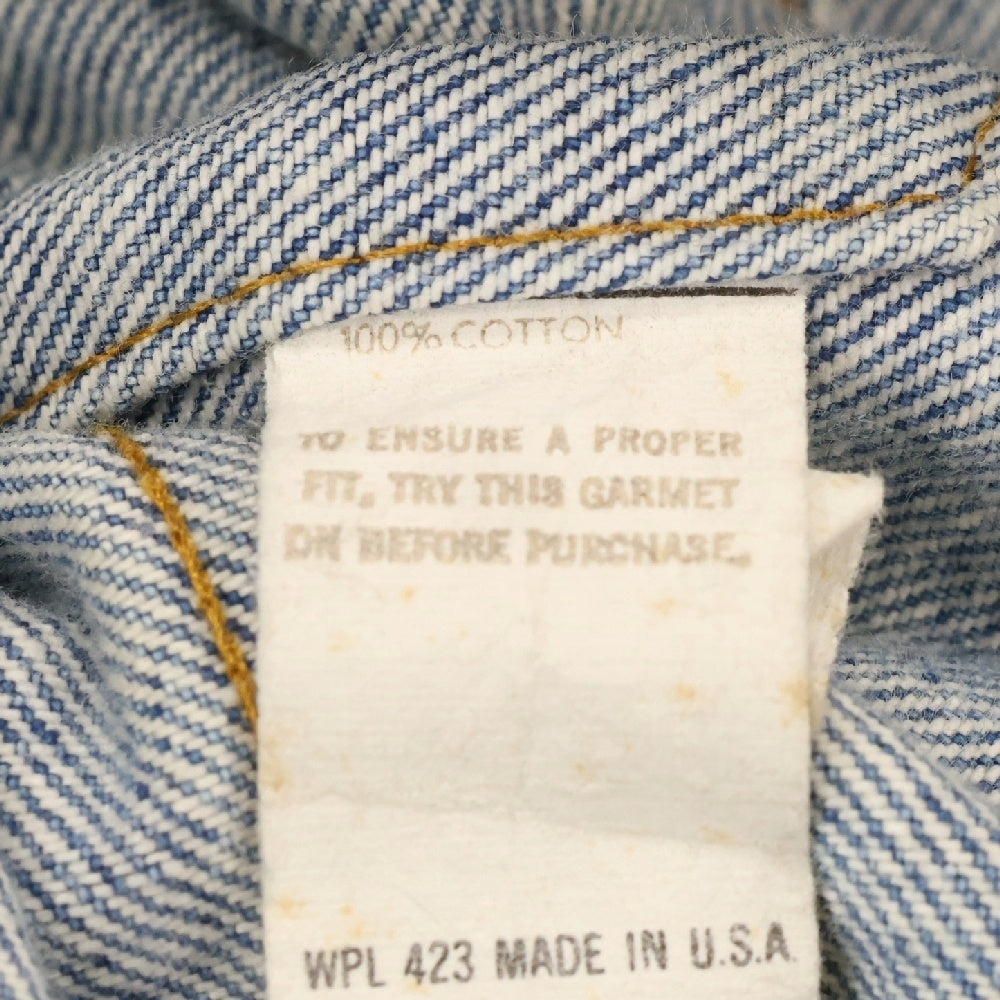 100% COTTON
TO ENSURE A PROPER
FIT, TRY THIS GARMET
ON BEFORE PURCHASE.
WPL 423 MADE IN U.S.A.